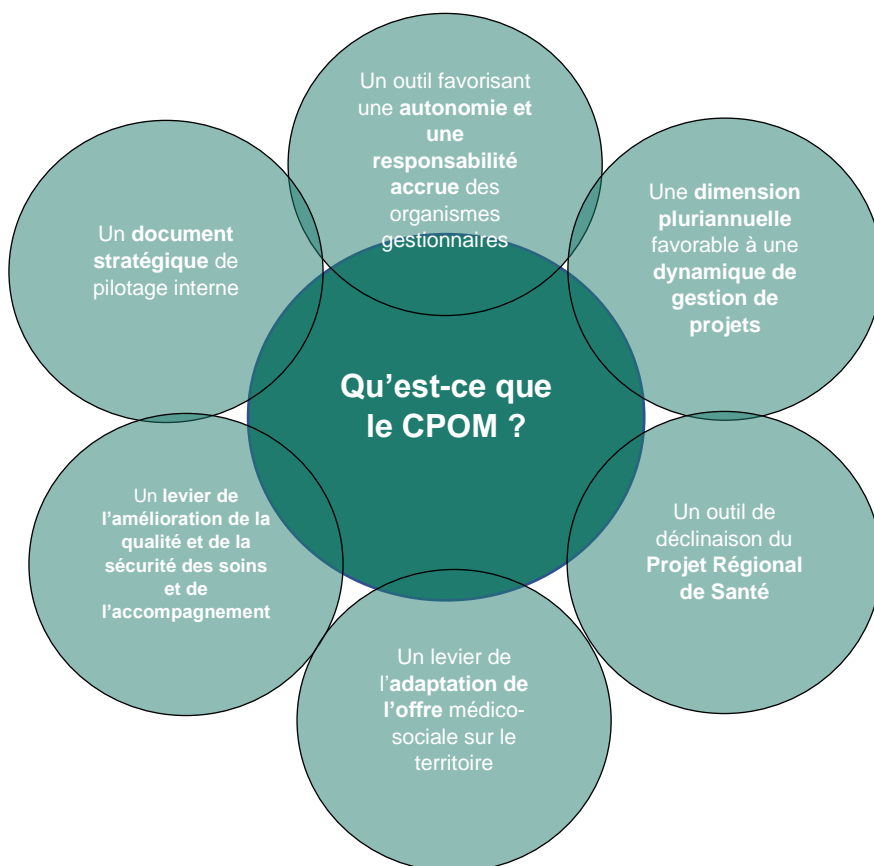 Un outil favorisant
une autonomie et
une
responsabilité
accrue des
organismes
gestionnaires
Une dimension
pluriannuelle
favorable à une
dynamique de
gestion de
projets
Un document
stratégique de
pilotage interne
Qu’est-ce que
le CPOM ?
Un levier de
l’amélioration de la
qualité et de la
sécurité des soins
et de
l’accompagnement
Un outil de
déclinaison du
Projet Régional
de Santé
Un levier de
l’adaptation de
l’offre médico-
sociale sur le
territoire